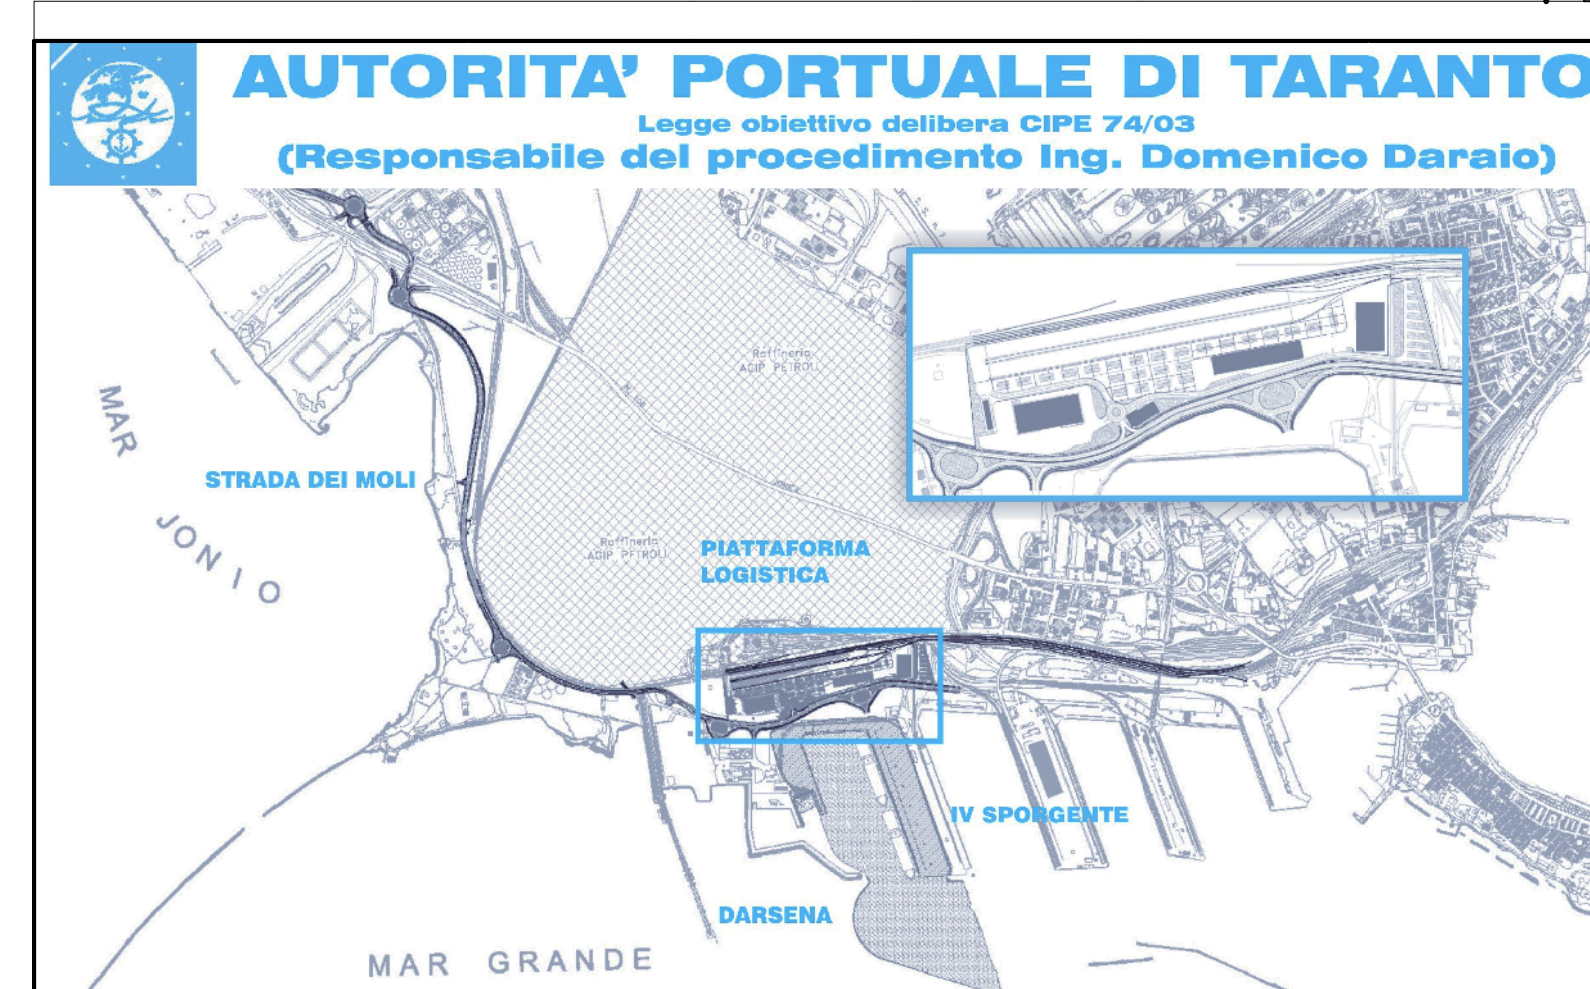 AUTORITA' PORTUALE DI TARANTO
Legge obiettivo delibera CIPE 74/03
(Responsabile del procedimento Ing. Domenico Daraio)
Raffineria
AGIP PETROLI
MAR
JONIO
STRADA DEI MOLI
Raffineria
AGIP PETROLI
PIATTAFORMA
LOGISTICA
IV SPORGENTE
DARSENA
MAR GRANDE